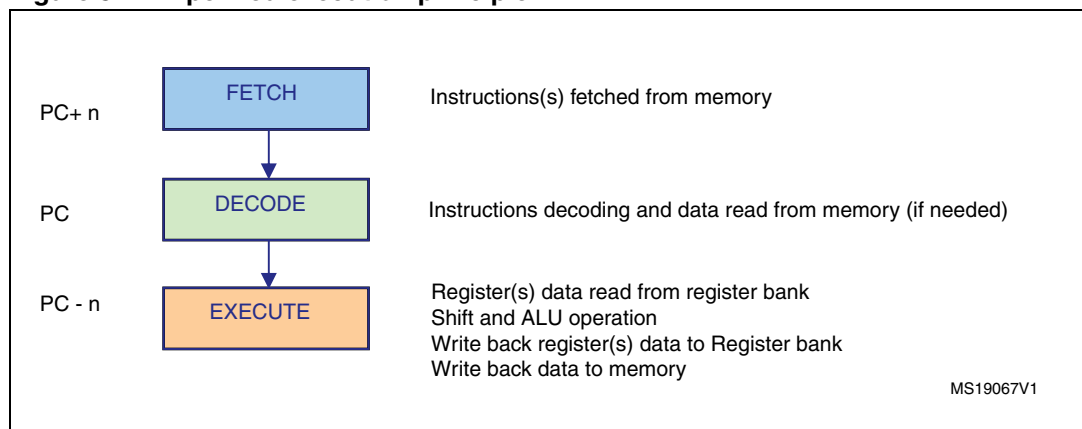 PC+ n
FETCH
Instructions(s) fetched from memory
PC
DECODE
Instructions decoding and data read from memory (if needed)
PC - n
EXECUTE
Register(s) data read from register bank
Shift and ALU operation
Write back register(s) data to Register bank
Write back data to memory
MS19067V1